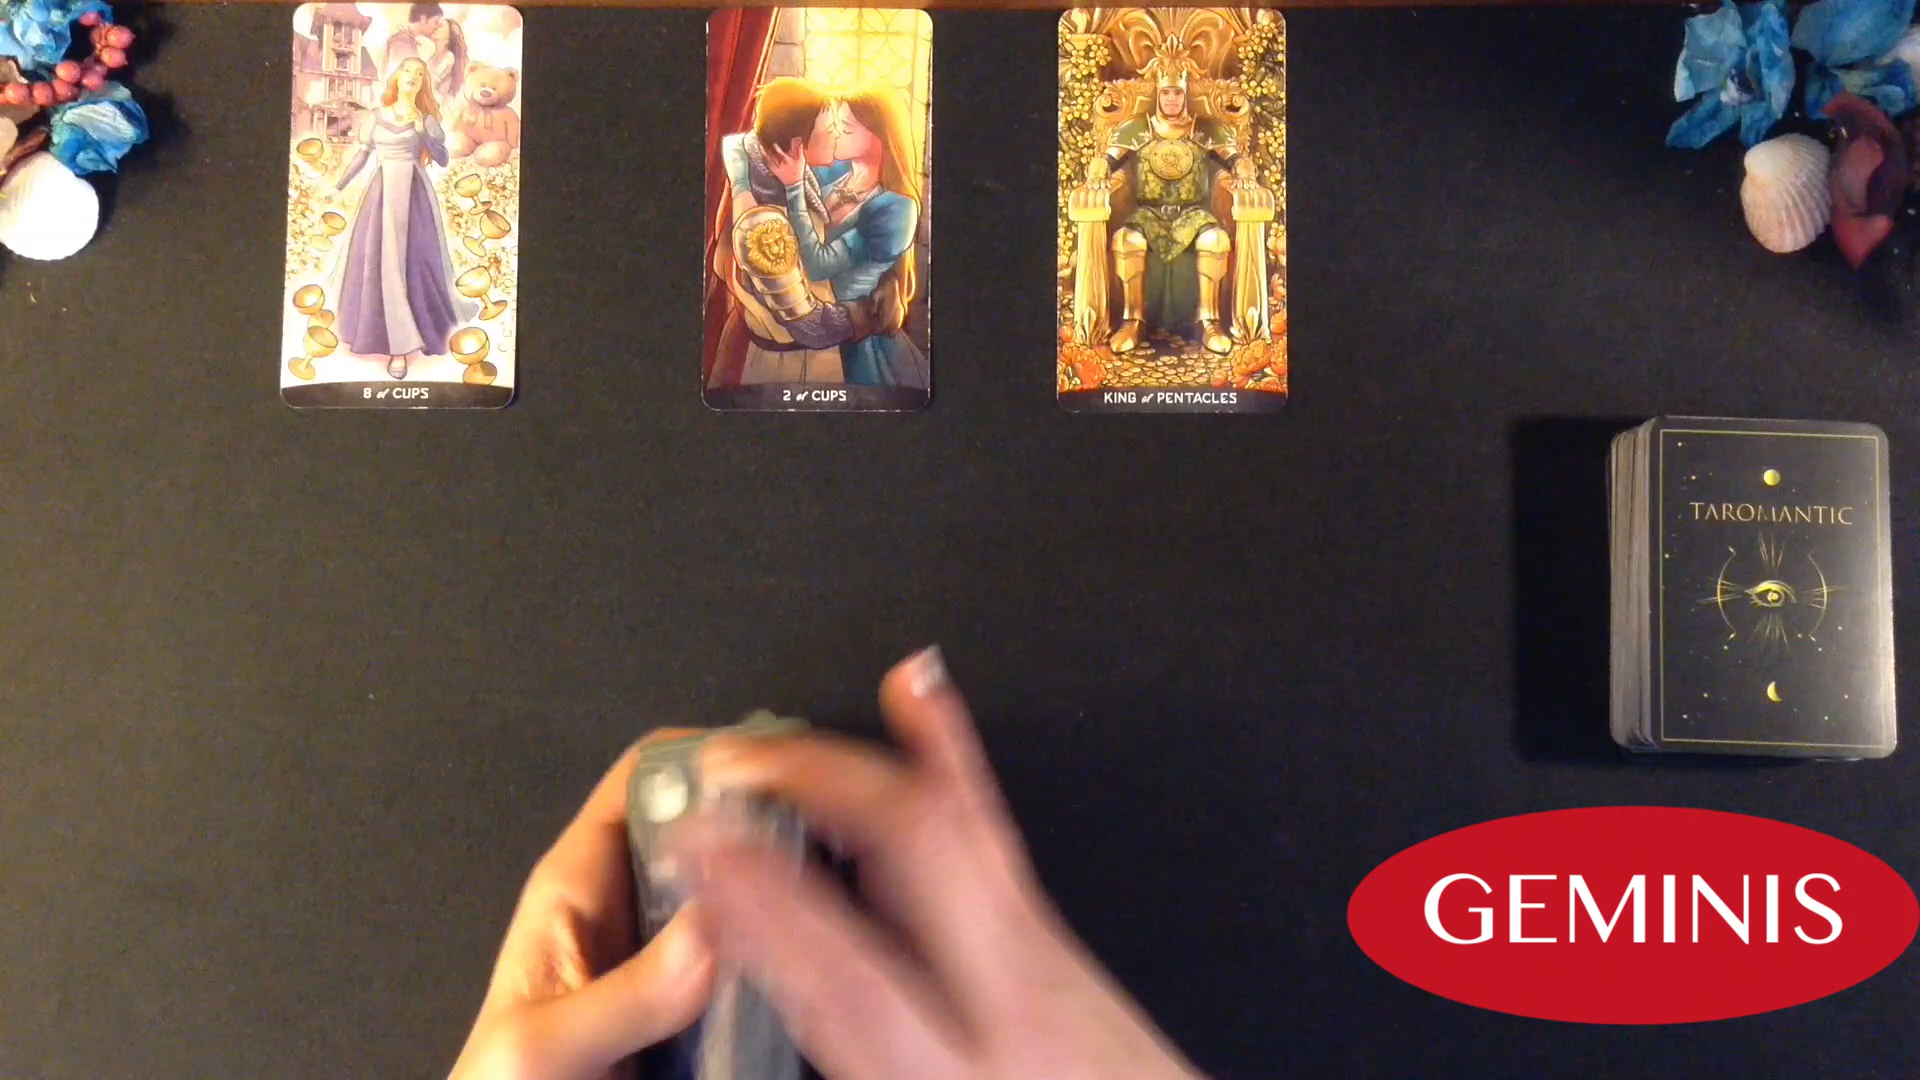 8 of CUPS
2 of CUPS
KING of PENTACLES
TAROMANTIC
GEMINIS